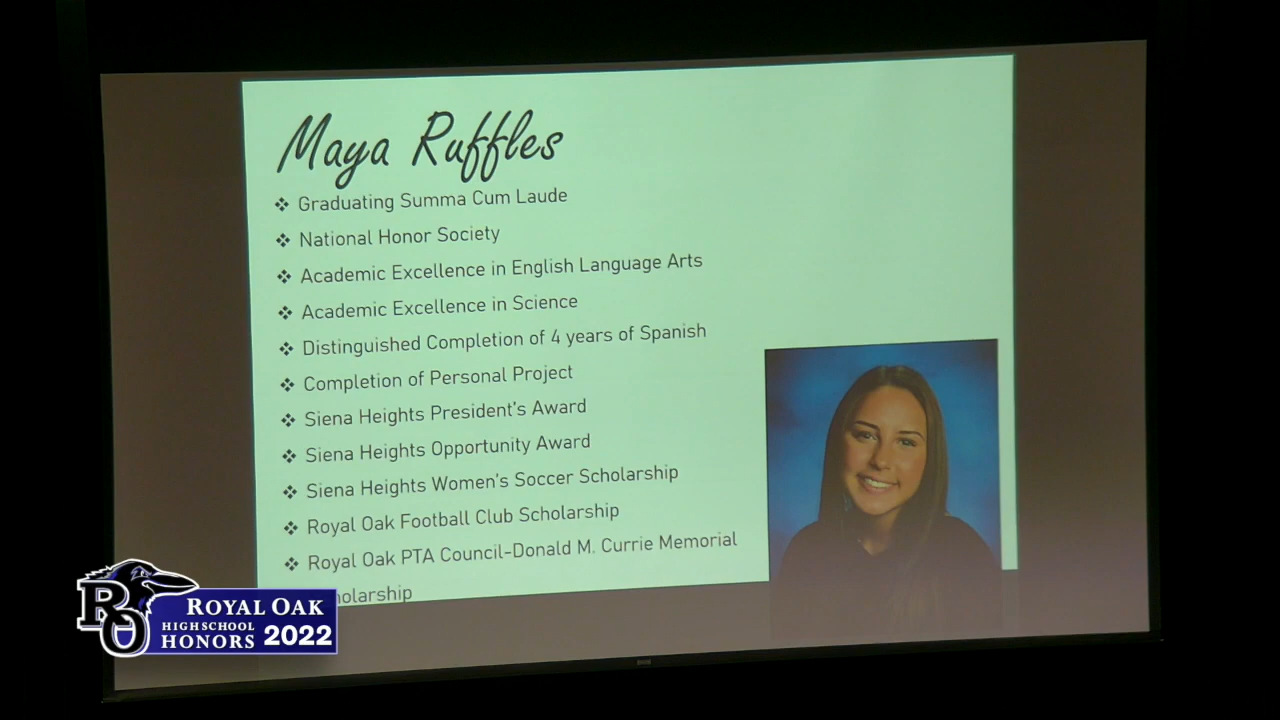 Maya Ruffles
❖ Graduating Summa Cum Laude
❖ National Honor Society
❖ Academic Excellence in English Language Arts
❖ Academic Excellence in Science
❖ Distinguished Completion of 4 years of Spanish
❖ Completion of Personal Project
❖ Siena Heights President's Award
❖ Siena Heights Opportunity Award
❖ Siena Heights Women's Soccer Scholarship
❖ Royal Oak Football Club Scholarship
❖ Royal Oak PTA Council-Donald M. Currie Memorial
holarship
RO
ROYAL OAK
HIGH SCHOOL
HONORS 2022